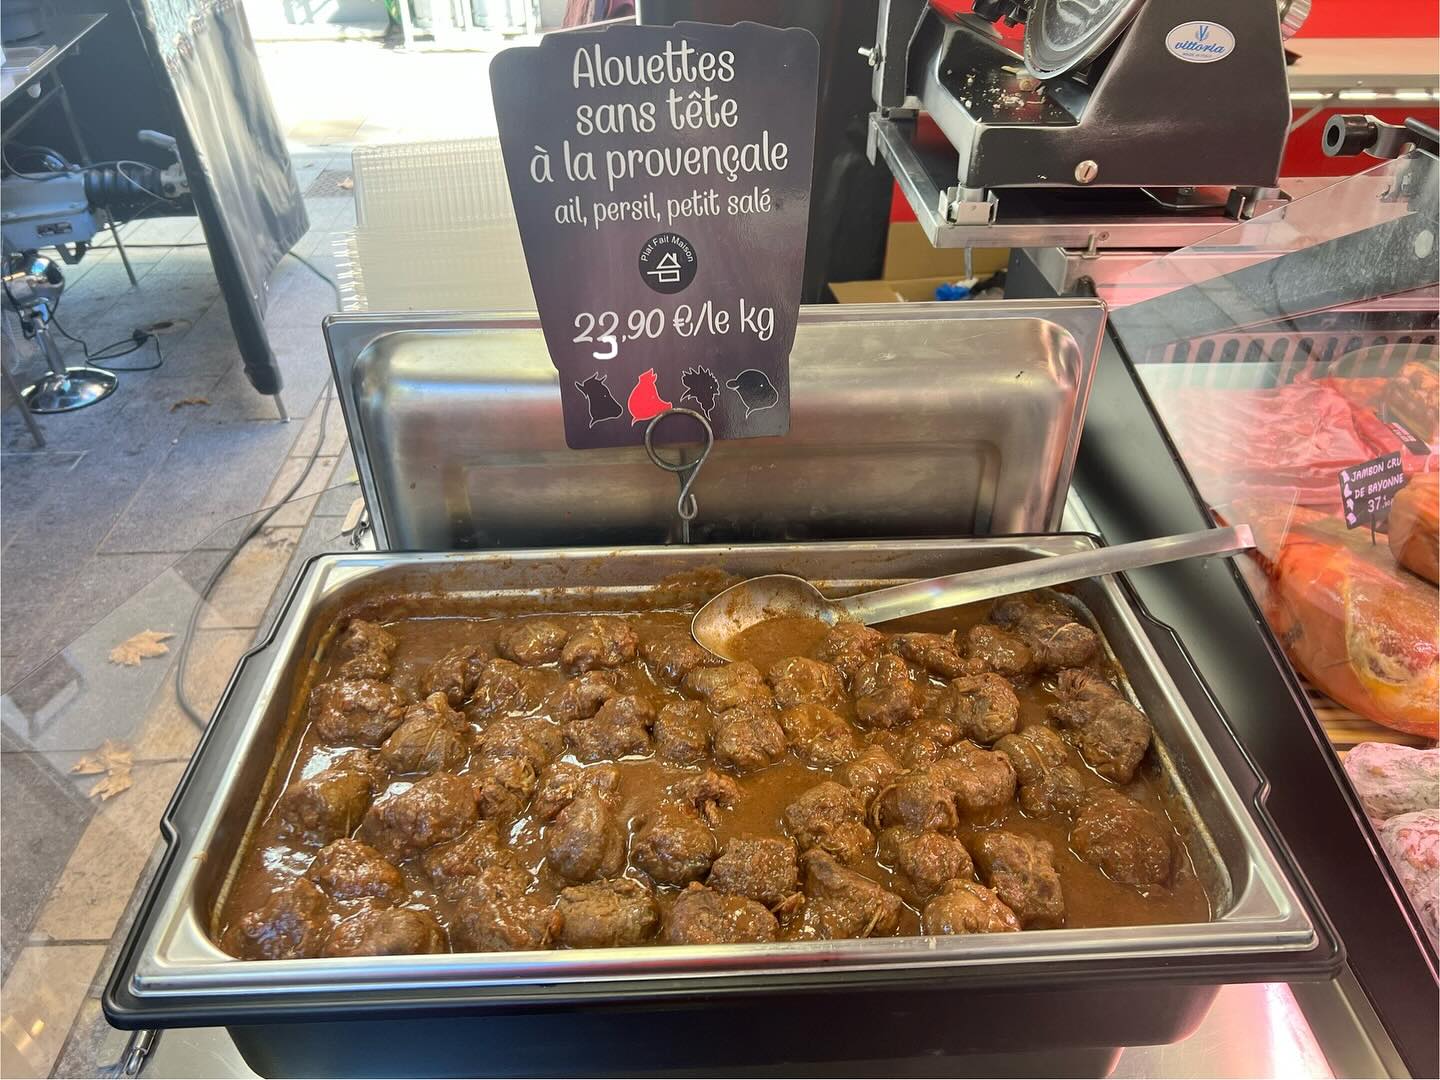 Alouettes
sans tête
à la provençale
ail, persil, petit salé
Plat Fait Maison
23,90 €/le kg
vittoria
JAMBON CRU
DE BAYONNE
37